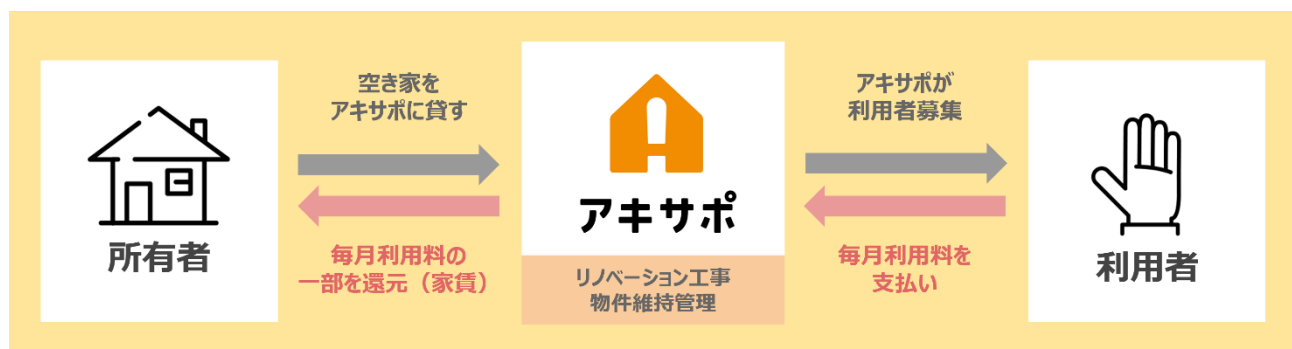 空き家を
アキサポに貸す
アキサポが
利用者募集
アキサポ
所有者
毎月利用料の
一部を還元（家賃）
リノベーション工事
物件維持管理
毎月利用料を
支払い
利用者